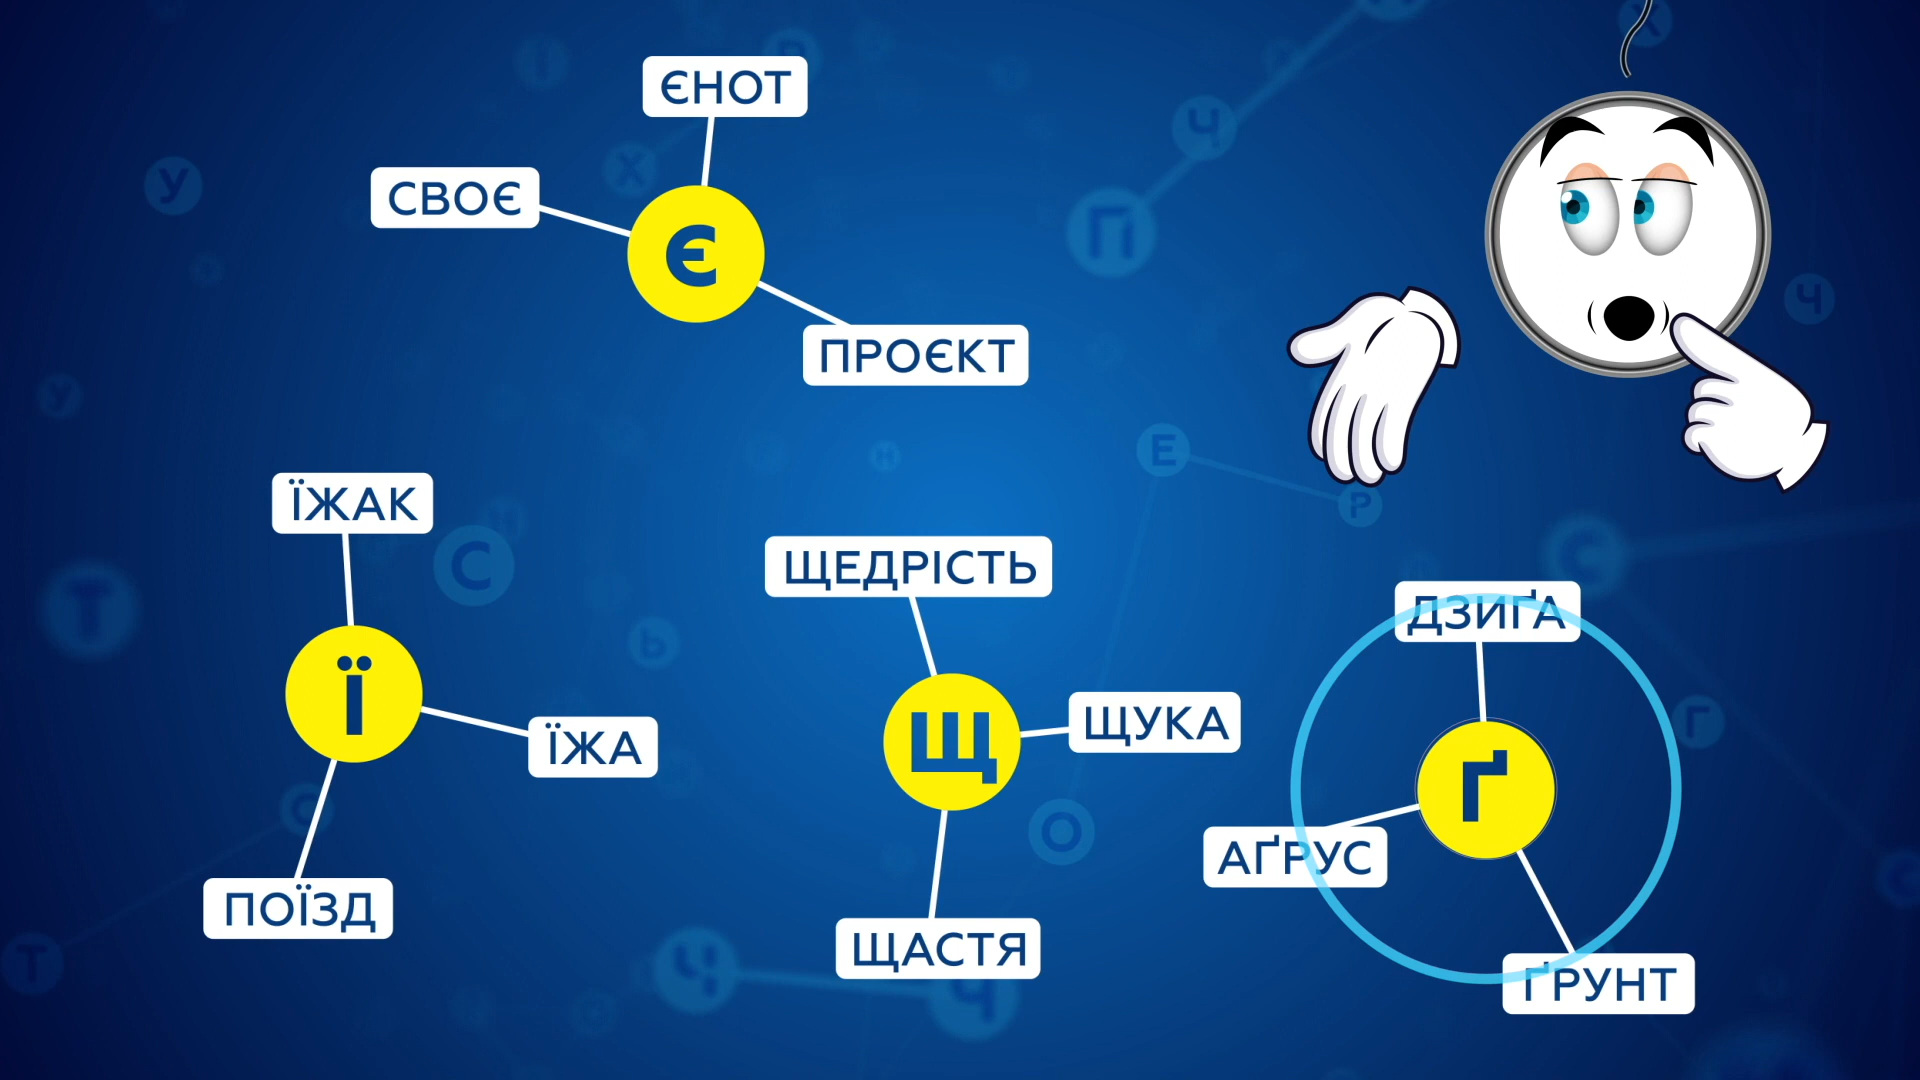 ЄНОТ
СВОЄ
Є
ПРОЄКТ
ЇЖАК
Ї
ЇЖА
ПОЇЗД
ЩЕДРІСТЬ
Щ
ЩУКА
ЩАСТЯ
ДЗИҐА
Ґ
АҐРУС
ҐРУНТ
У
Х
Ч
П
Ч
Е
Р
С
С
Т
Ь
О
Г
Т
Ч
Ч